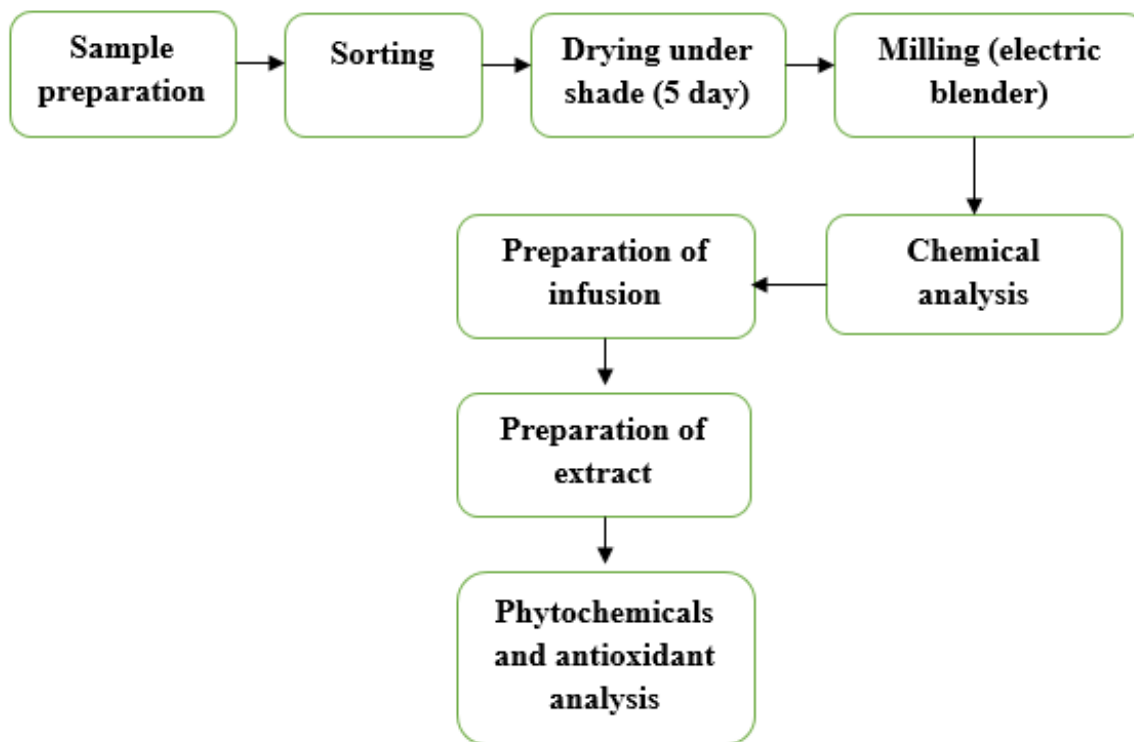 Sample
preparation
Sorting
Drying under
shade (5 day)
Milling (electric
blender)
Chemical
analysis
Preparation of
infusion
Preparation of
extract
Phytochemicals
and antioxidant
analysis